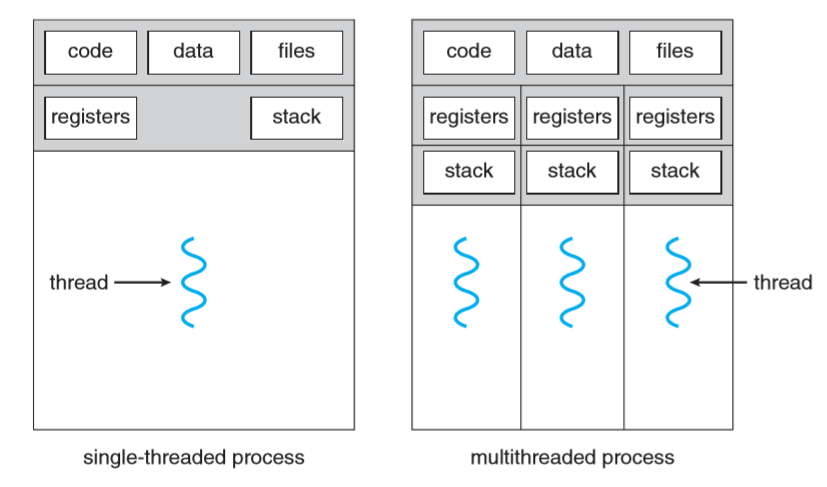 code data files
registers stack
thread
single-threaded process
code data files
registers registers registers
stack stack stack
thread
multithreaded process